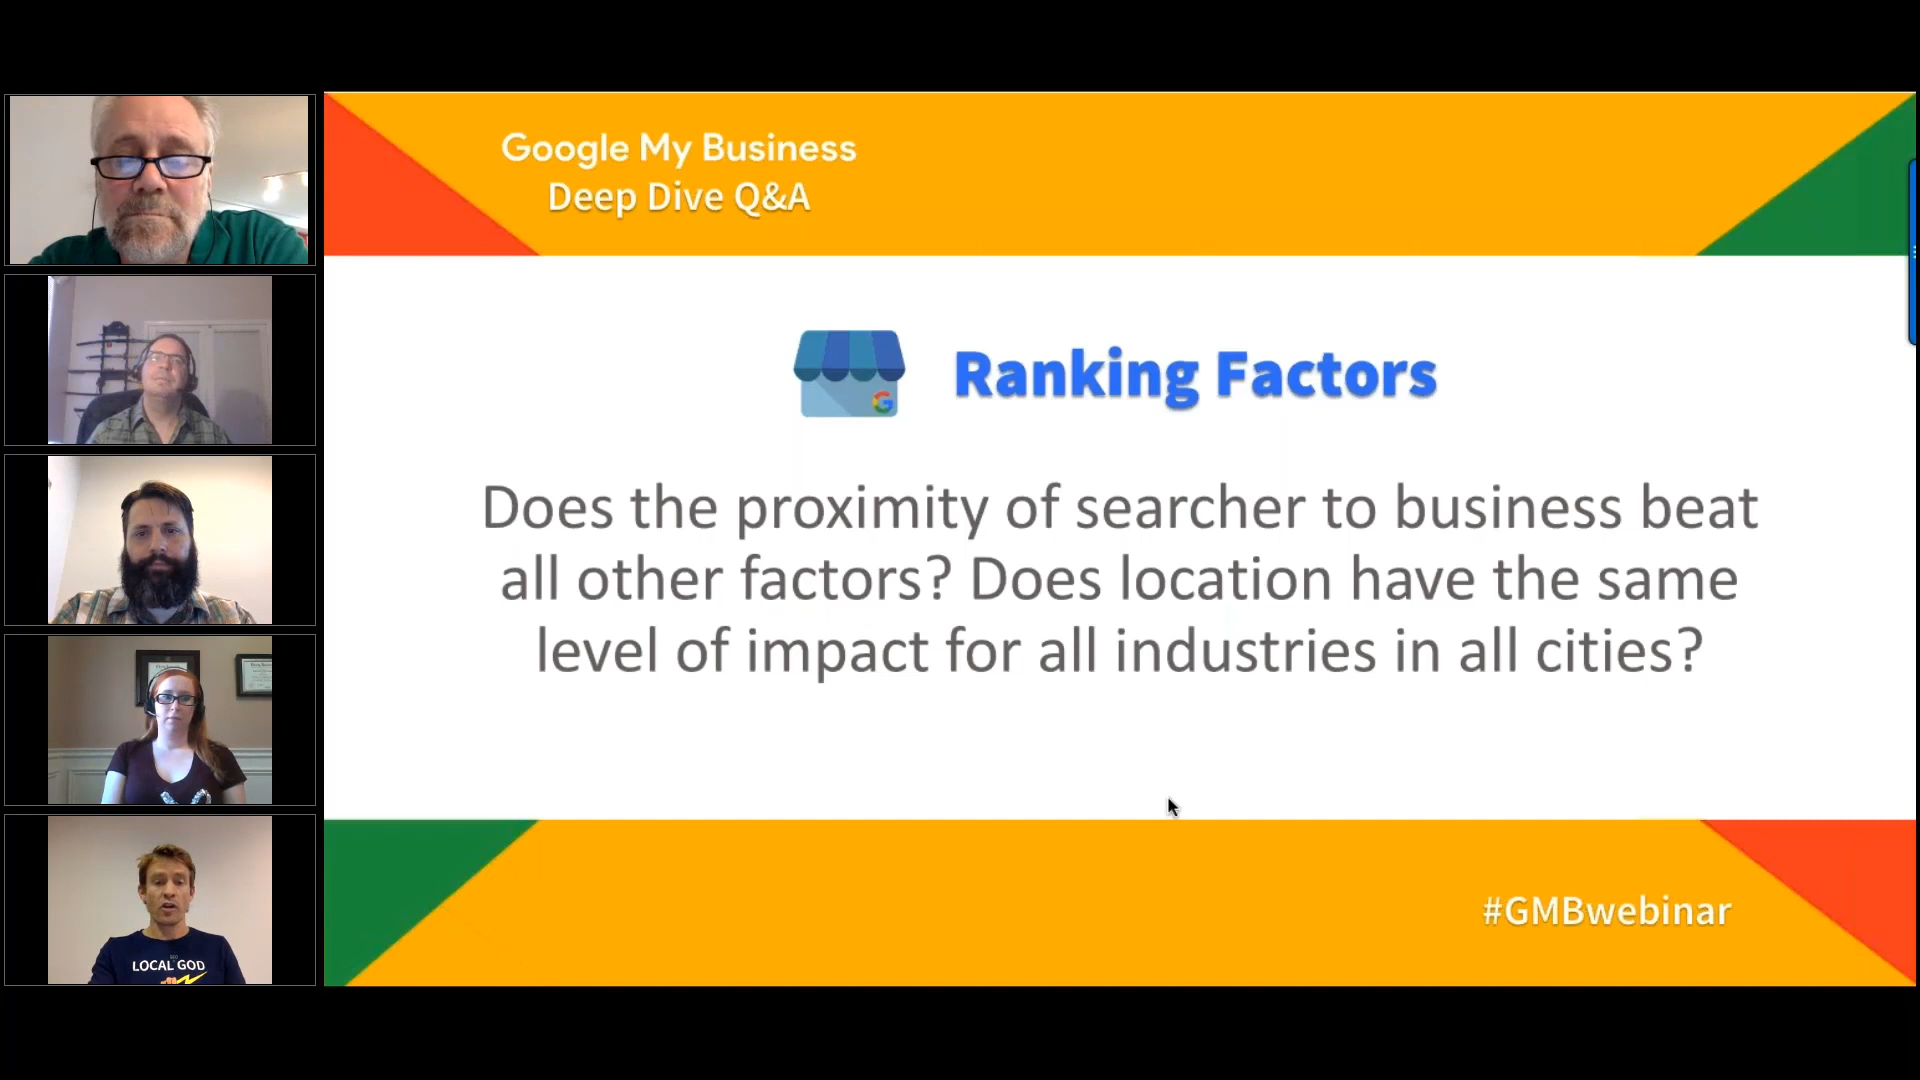 Google My Business
Deep Dive Q&A
Ranking Factors
Does the proximity of searcher to business beat
all other factors? Does location have the same
level of impact for all industries in all cities?
#GMBwebinar
LOCAL GOD